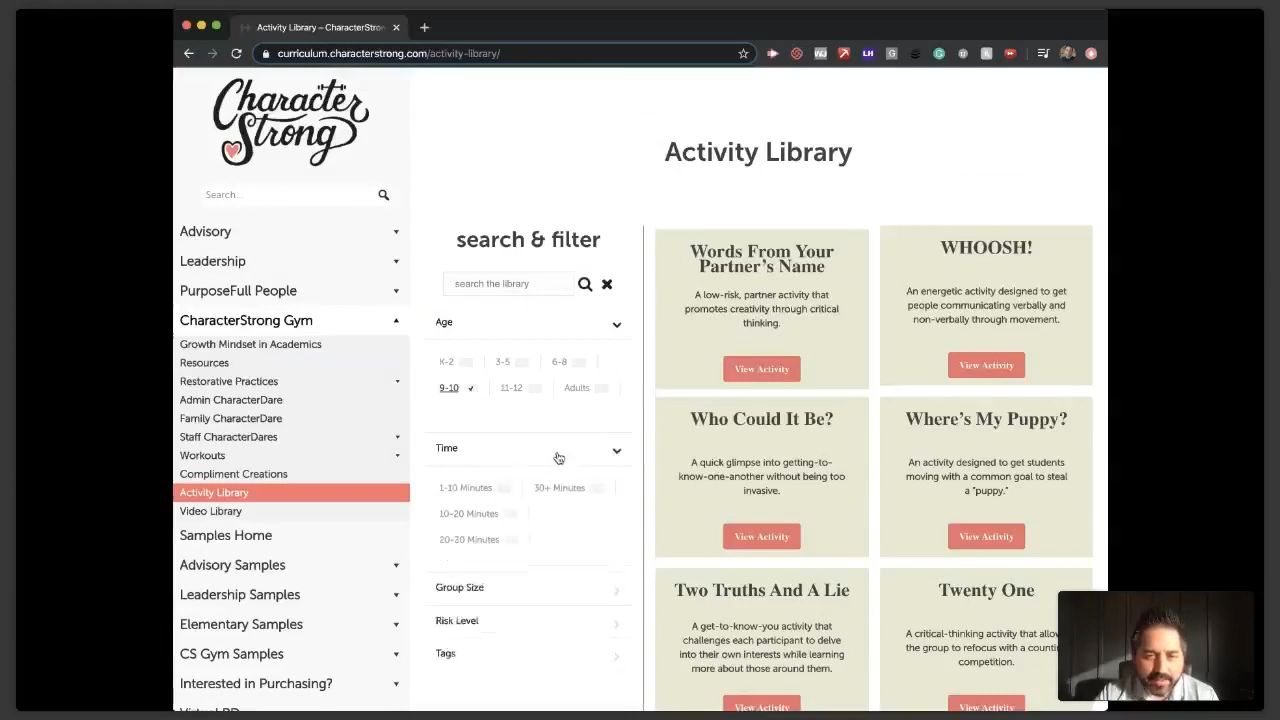 Activity Library – CharacterStron
curriculum.characterstrong.com/activity-library/
Character
Strong
Search...
Advisory
Leadership
PurposeFull People
CharacterStrong Gym
Growth Mindset in Academics
Resources
Restorative Practices
Admin CharacterDare
Family CharacterDare
Staff CharacterDares
Workouts
Compliment Creations
Activity Library
Video Library
Samples Home
Advisory Samples
Leadership Samples
Elementary Samples
CS Gym Samples
Interested in Purchasing?
Activity Library
search & filter
search the library
Age
K-2 3-5 6-8
9-10 11-12 Adults
Time
1-10 Minutes 30+ Minutes
10-20 Minutes
20-20 Minutes
Group Size
Risk Level
Tags
Words From Your
Partner’s Name
A low-risk, partner activity that
promotes creativity through critical
thinking.
View Activity
WHOOSH!
An energetic activity designed to get
people communicating verbally and
non-verbally through movement.
View Activity
Who Could It Be?
A quick glimpse into getting-to-
know-one-another without being too
invasive.
View Activity
Where’s My Puppy?
An activity designed to get students
moving with a common goal to steal
a “puppy.”
View Activity
Two Truths And A Lie
A get-to-know-you activity that
challenges each participant to delve
into their own interests while learning
more about those around them.
View Activity
Twenty One
A critical-thinking activity that allow
the group to refocus with a countin
competition.
View Activity